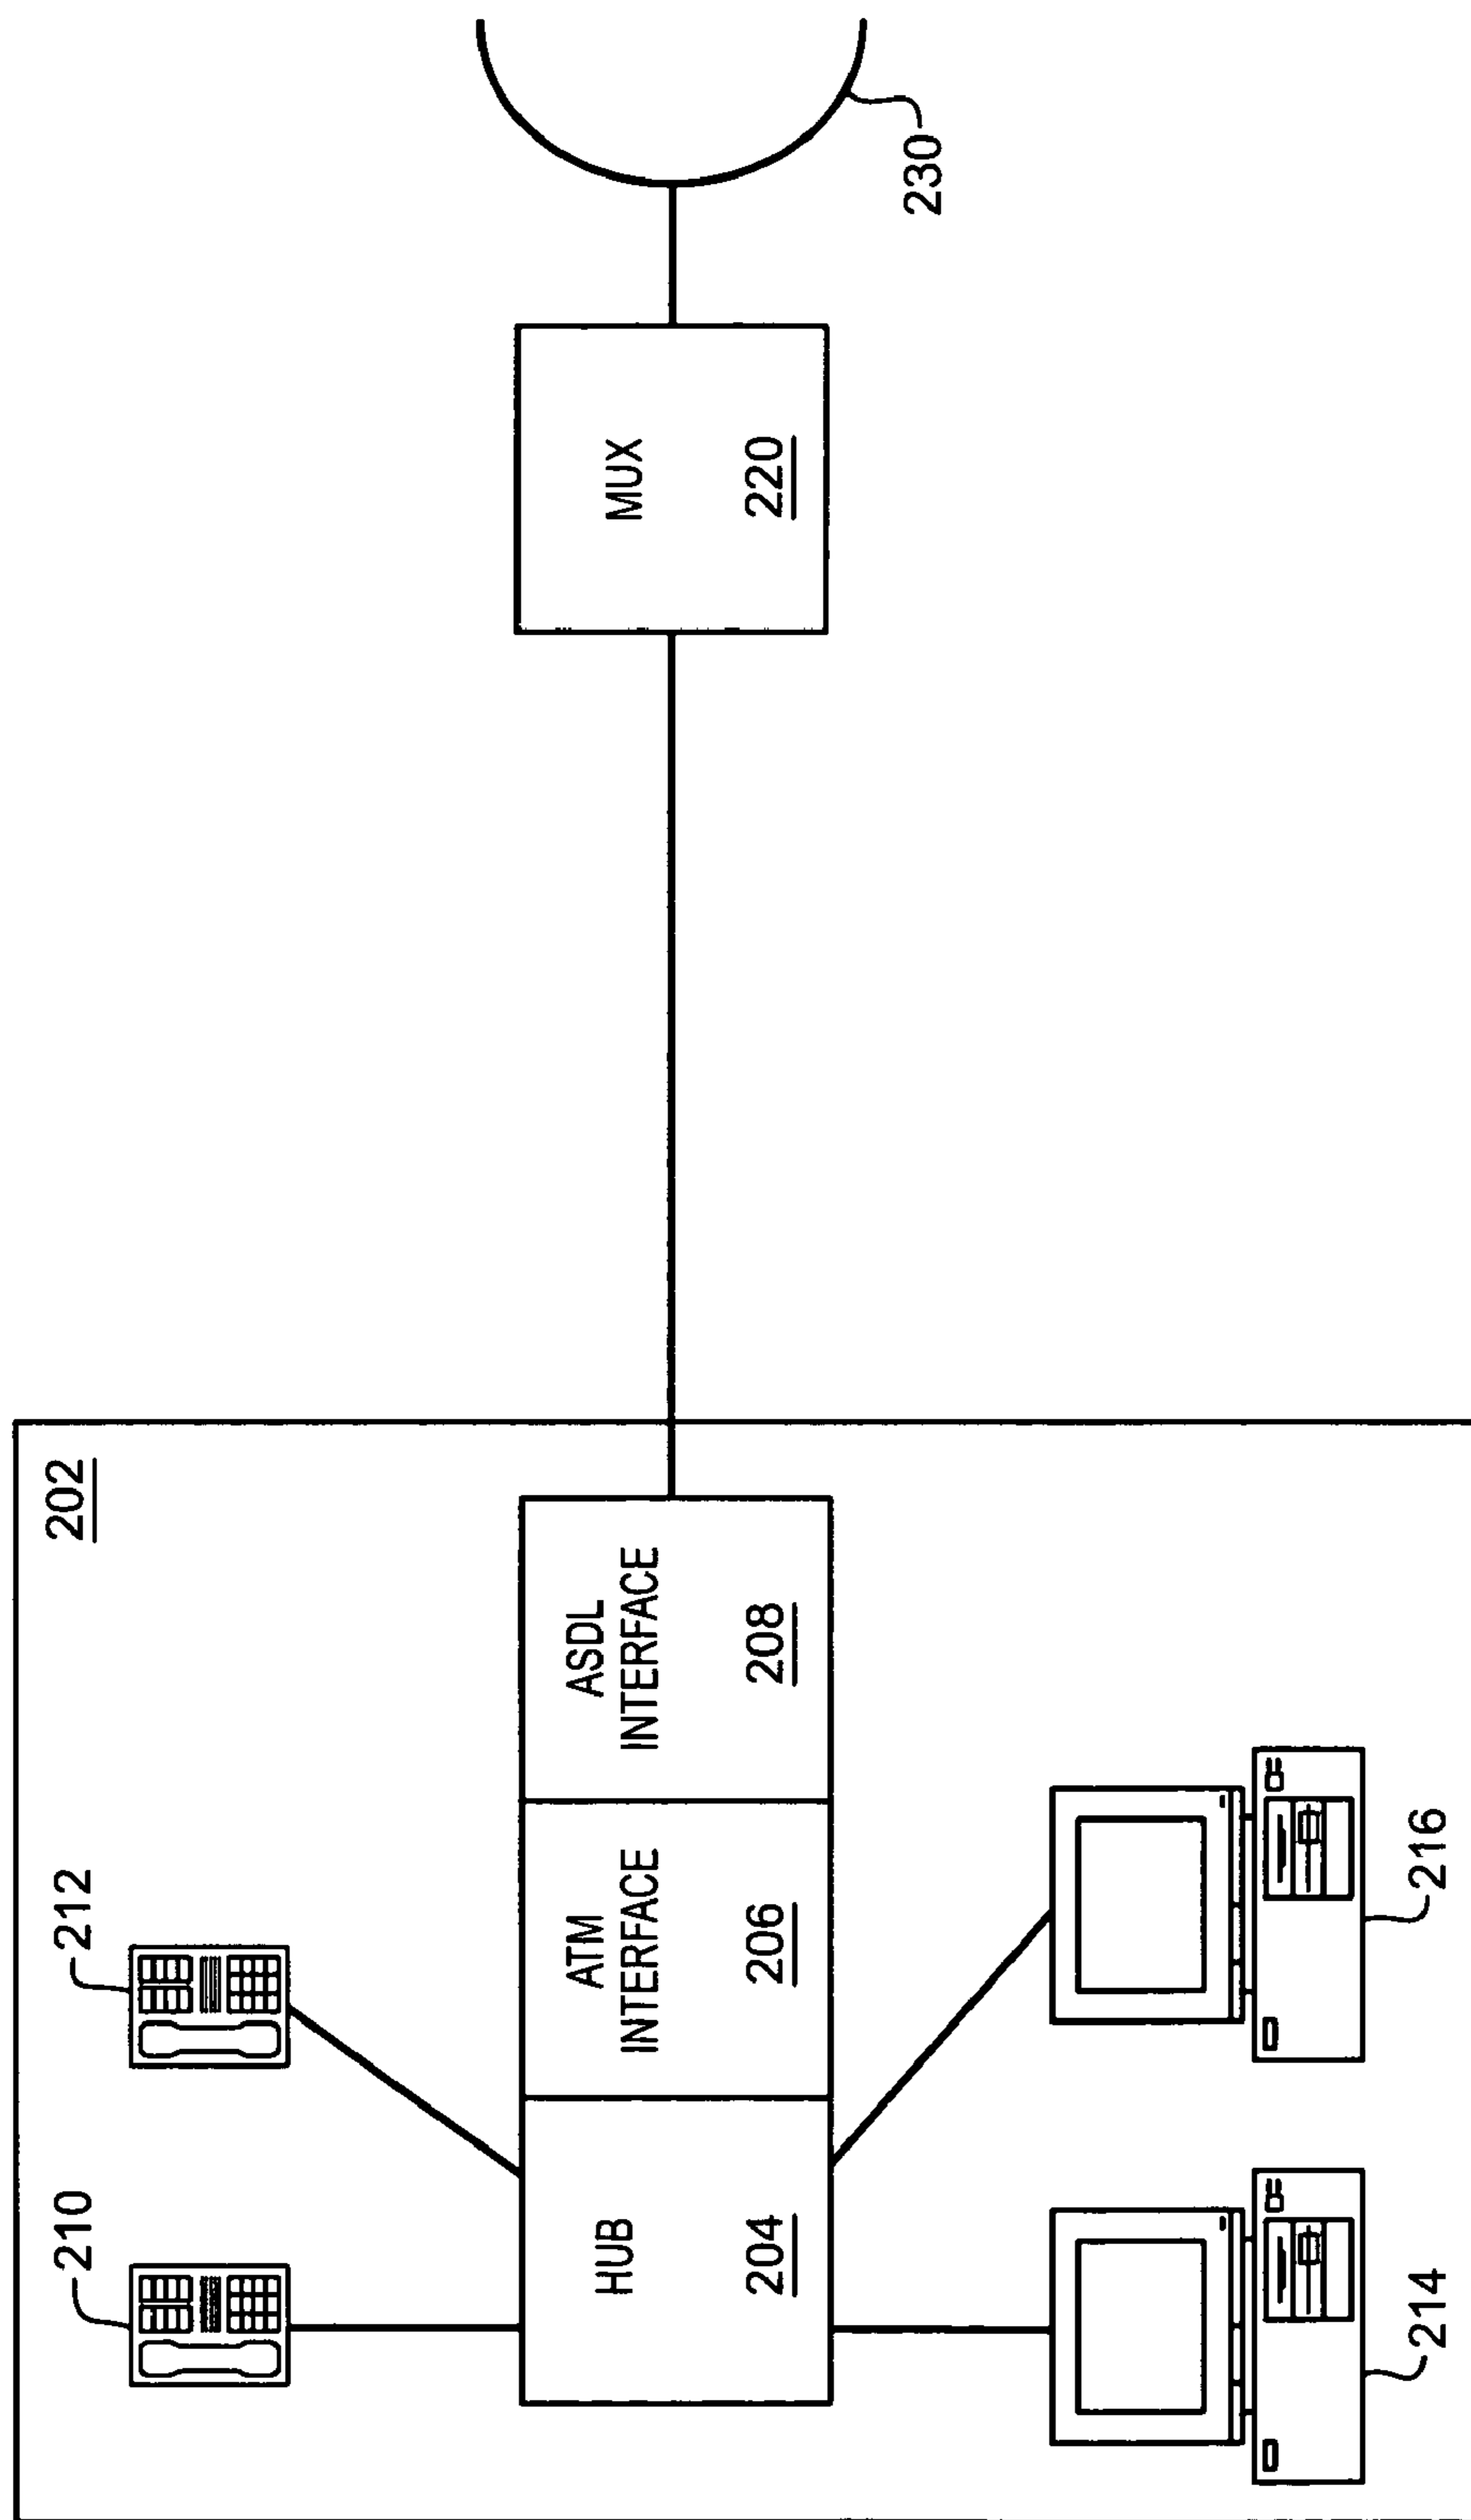 202
210
212
HUB
204
ATM
INTERFACE
206
ASDL
INTERFACE
208
214
216
MUX
220
230